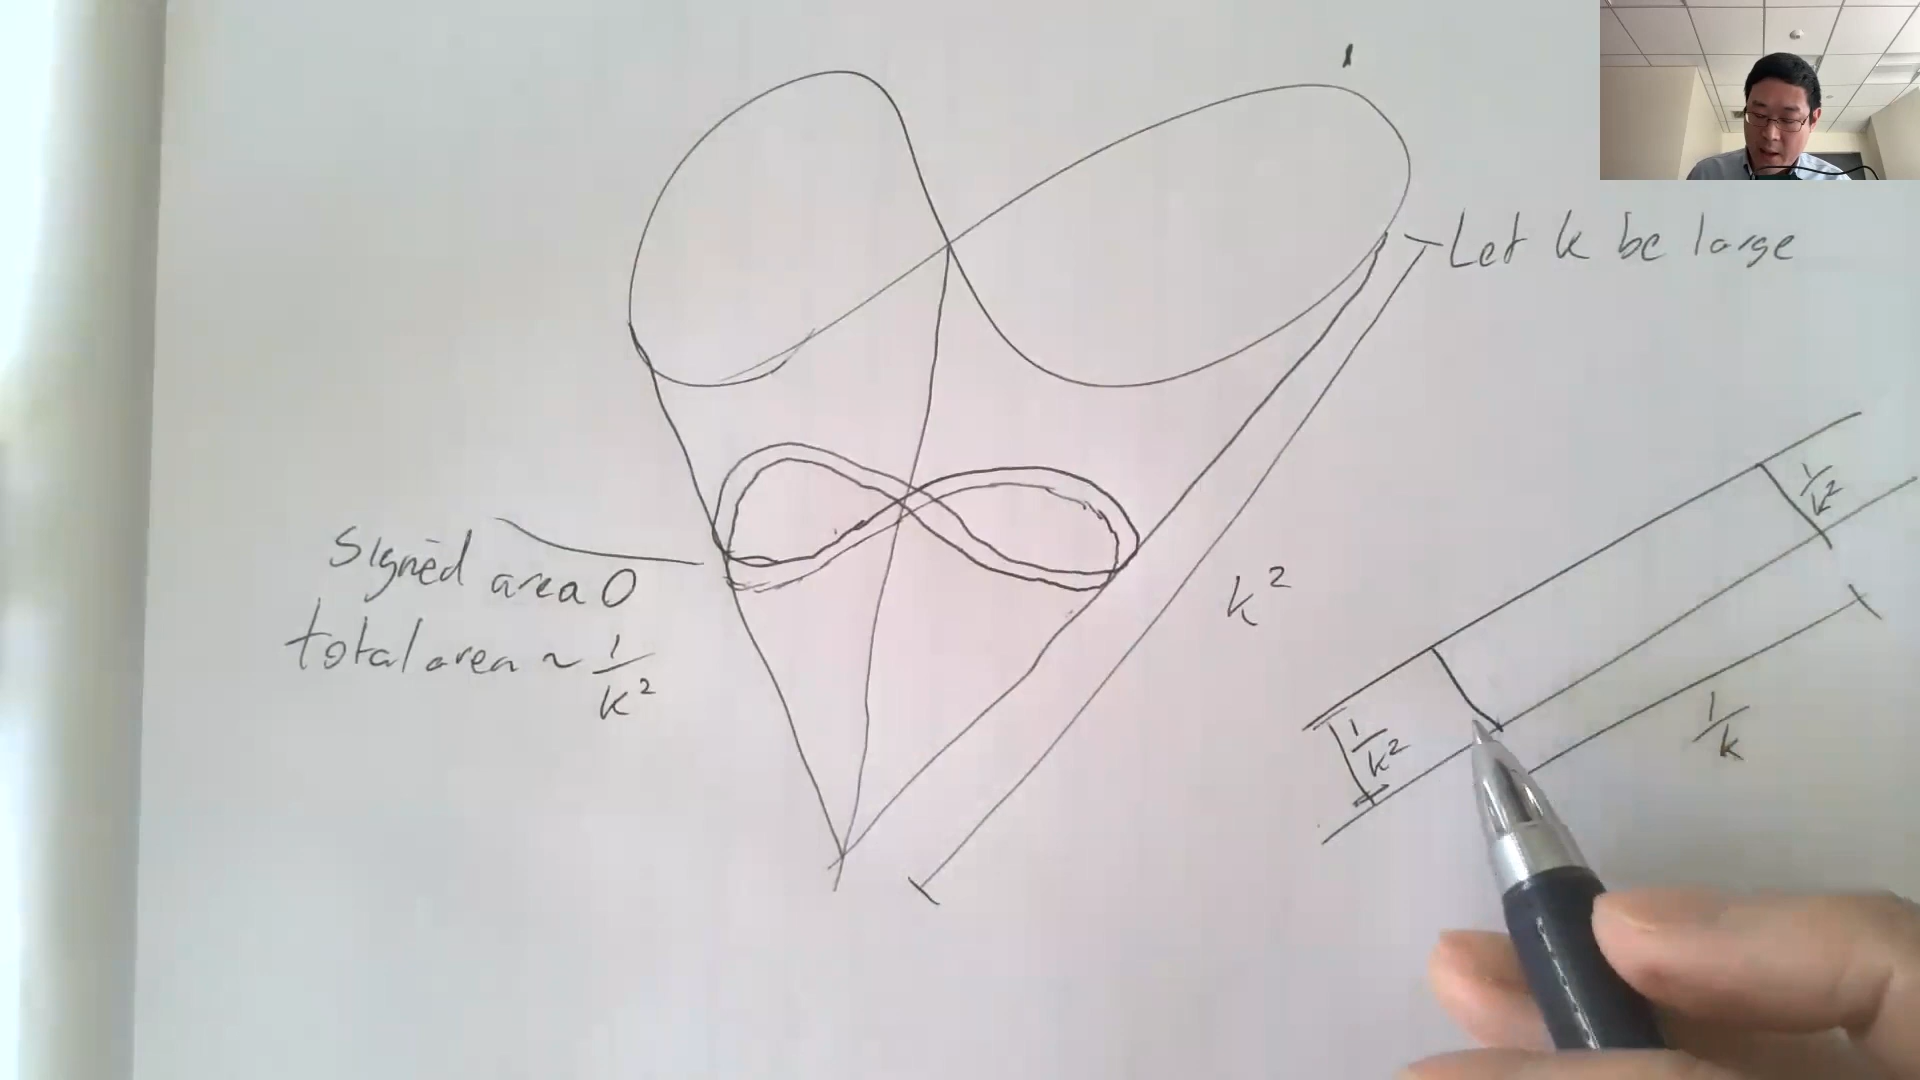 Let k be large
Signed area 0
total area ~ 1/k²
k²
1/k²
1/k²
1/k